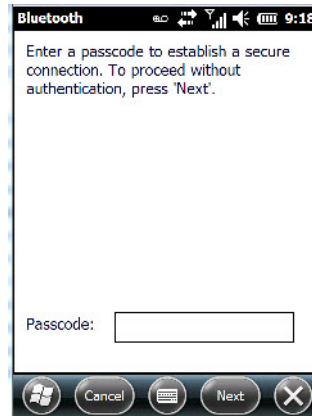 Bluetooth 9:18
Enter a passcode to establish a secure
connection. To proceed without
authentication, press 'Next'.
Passcode:
Cancel Next